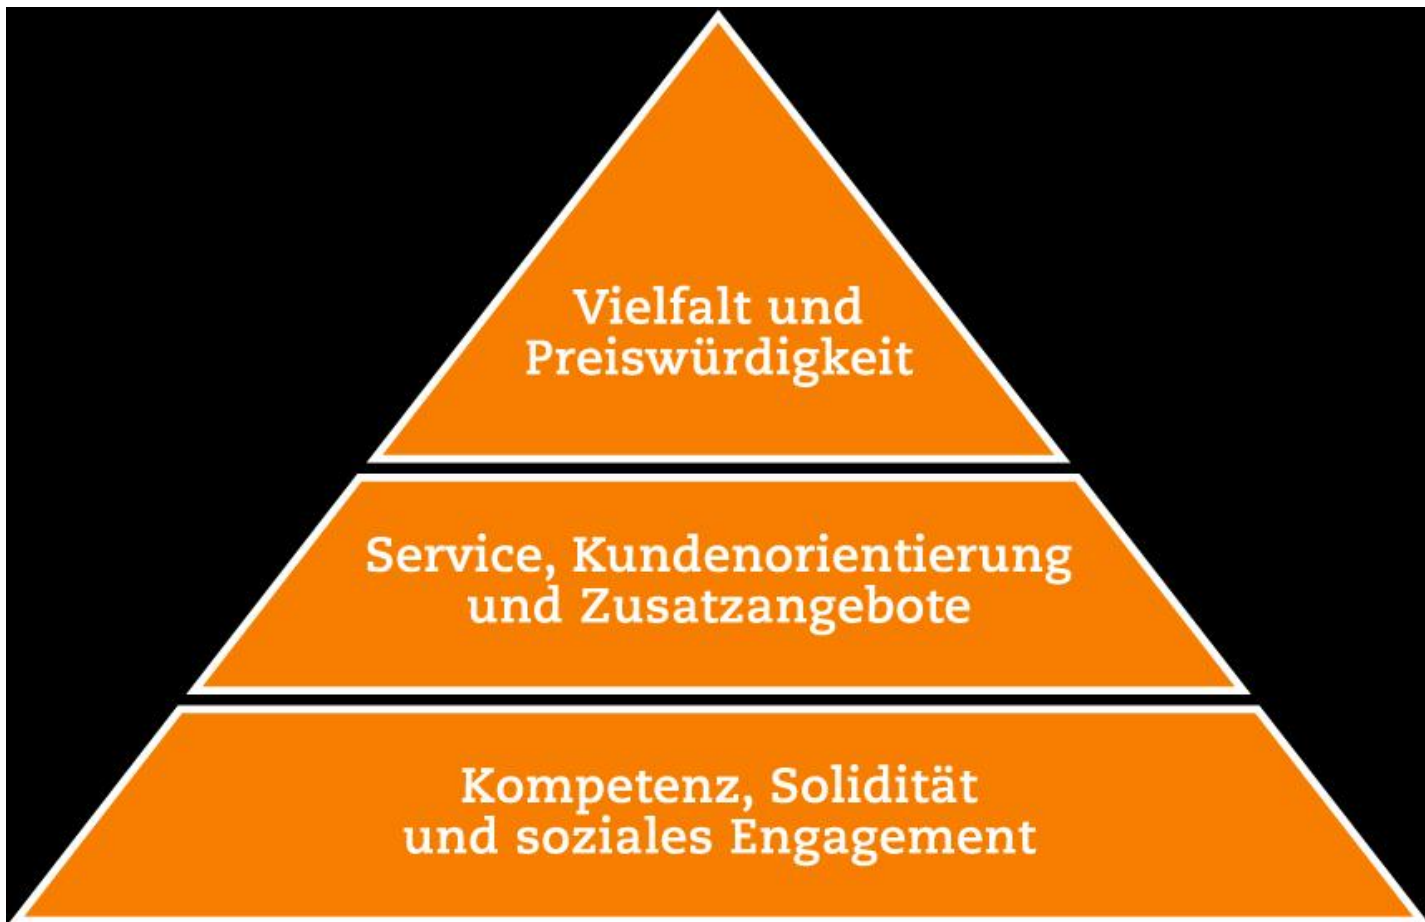 Vielfalt und
Preiswürdigkeit
Service, Kundenorientierung
und Zusatzangebote
Kompetenz, Solidität
und soziales Engagement